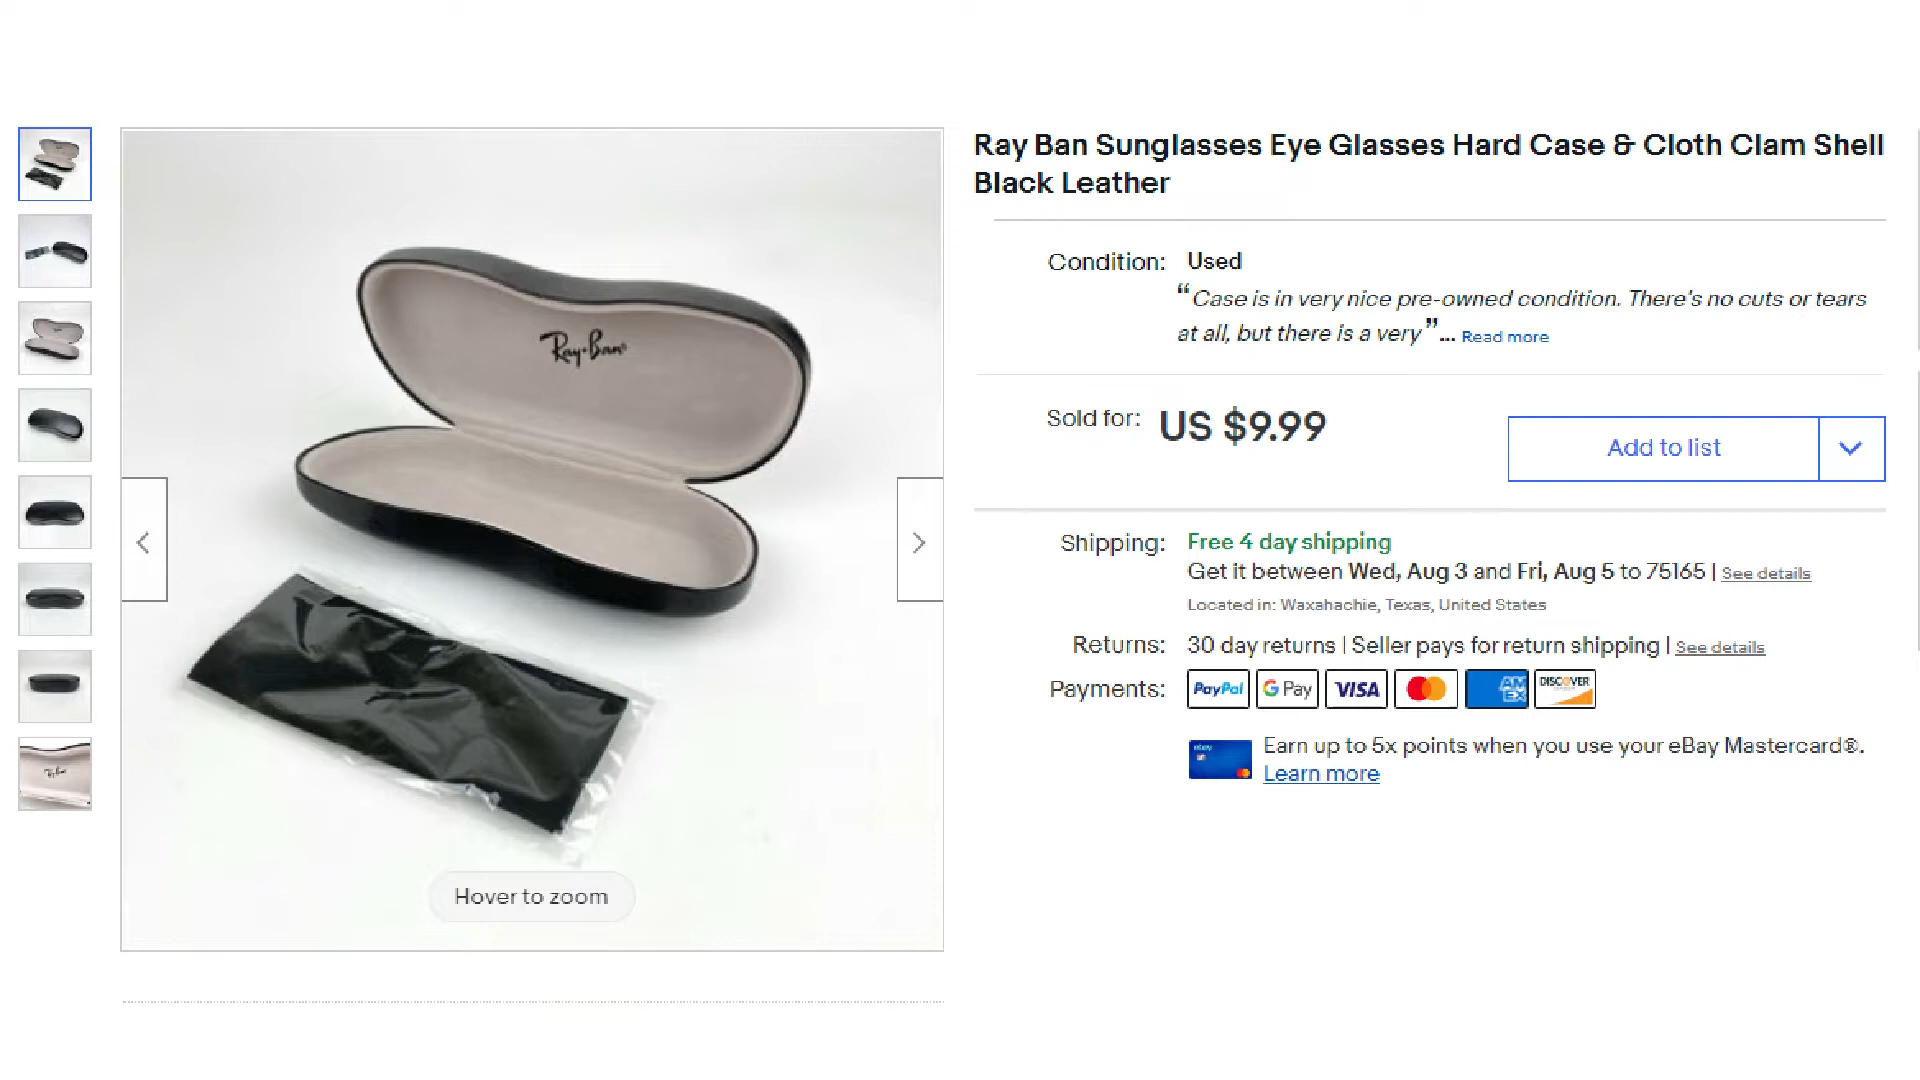 Ray Ban Sunglasses Eye Glasses Hard Case & Cloth Clam Shell
Black Leather
Condition: Used
“Case is in very nice pre-owned condition. There's no cuts or tears
at all, but there is a very”... Read more
Sold for: US $9.99
Add to list
Shipping: Free 4 day shipping
Get it between Wed, Aug 3 and Fri, Aug 5 to 75165 | See details
Located in: Waxahachie, Texas, United States
Returns: 30 day returns | Seller pays for return shipping | See details
Payments: PayPal G Pay VISA AM EX DISCOVER
ebay
Earn up to 5x points when you use your eBay Mastercard®.
Learn more
Ray-Ban
Hover to zoom